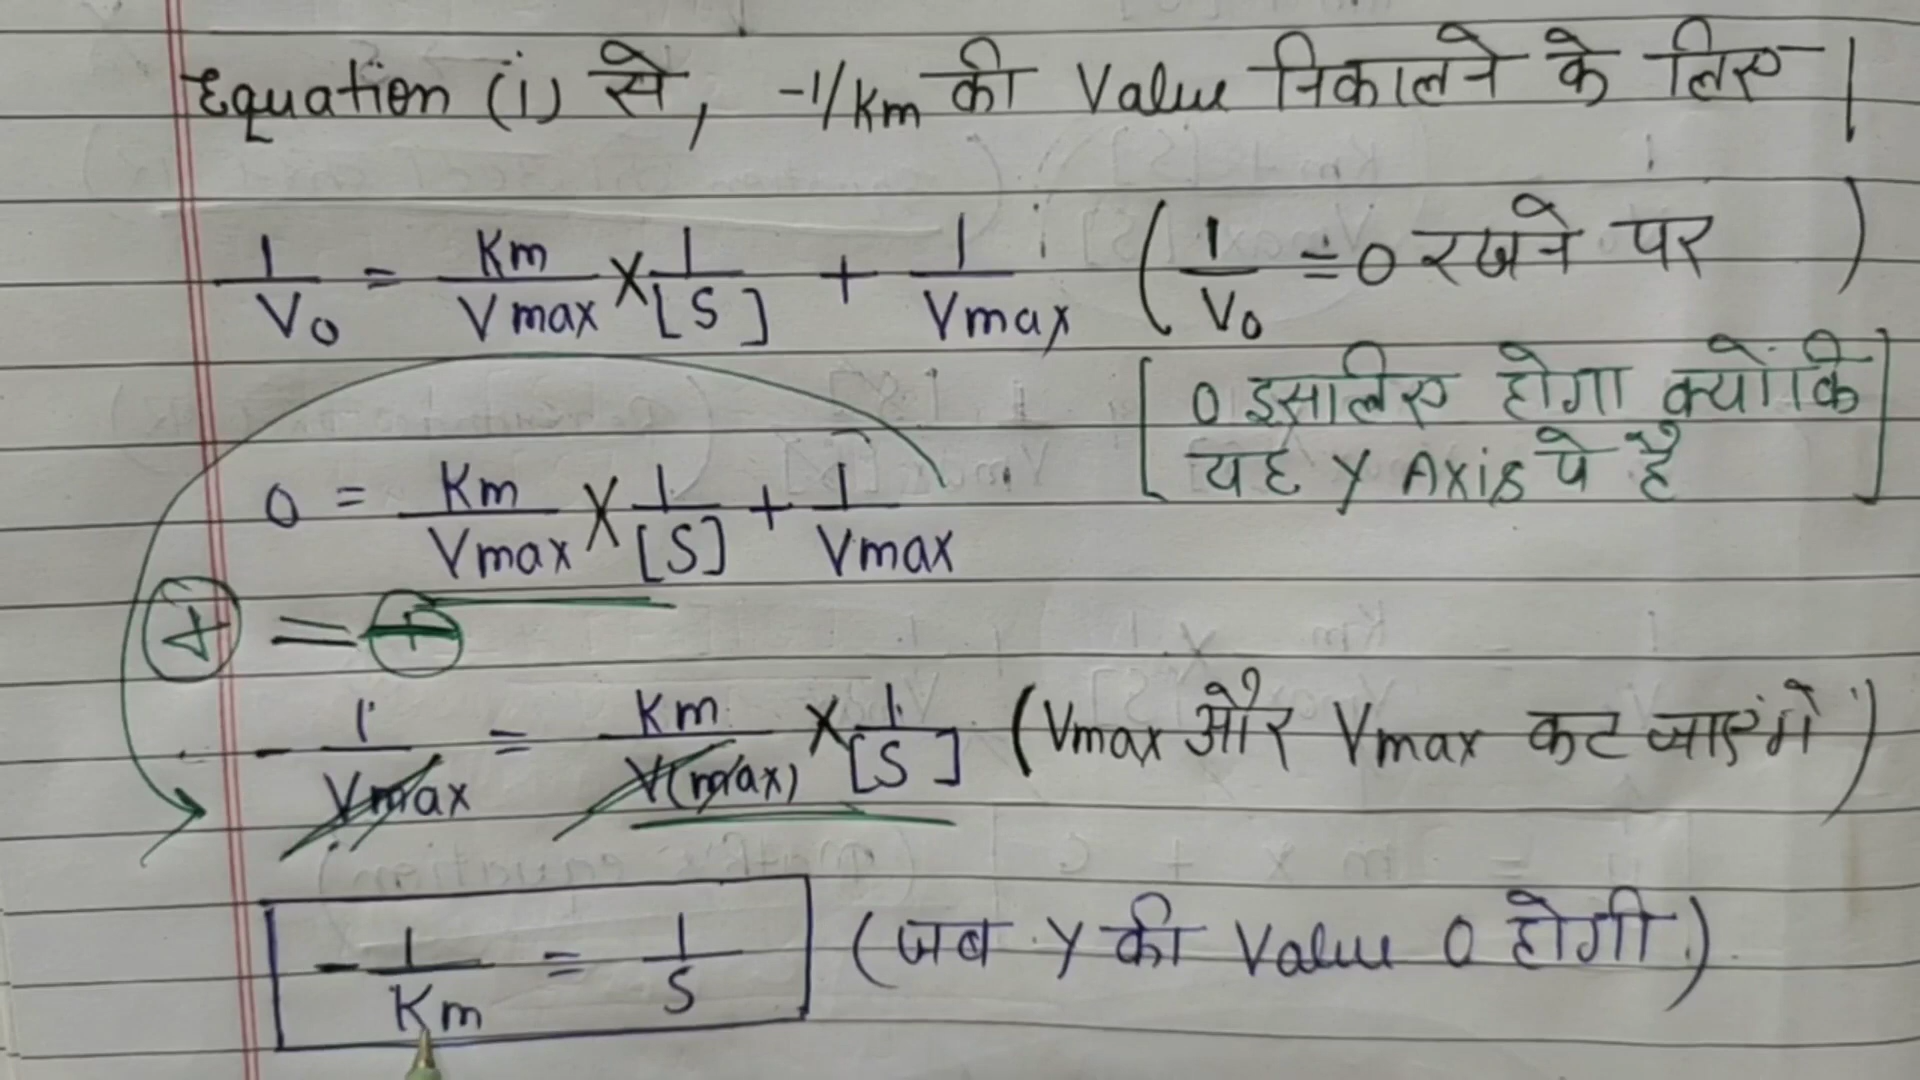 Equation (i) से, -1/Km की Value निकालने के लिए |
1/V₀ = Km/Vmax × 1/[S] + 1/Vmax (1/V₀ = 0 रखने पर)
[0 इसलिए होगा क्योंकि
यह Y Axis पे है]
0 = Km/Vmax × 1/[S] + 1/Vmax
+ = +
- 1/Vmax = Km/V(max) × 1/[S] (Vmax और Vmax कट जाएंगे)
-1/Km = 1/S (जब Y की Value 0 होगी.)